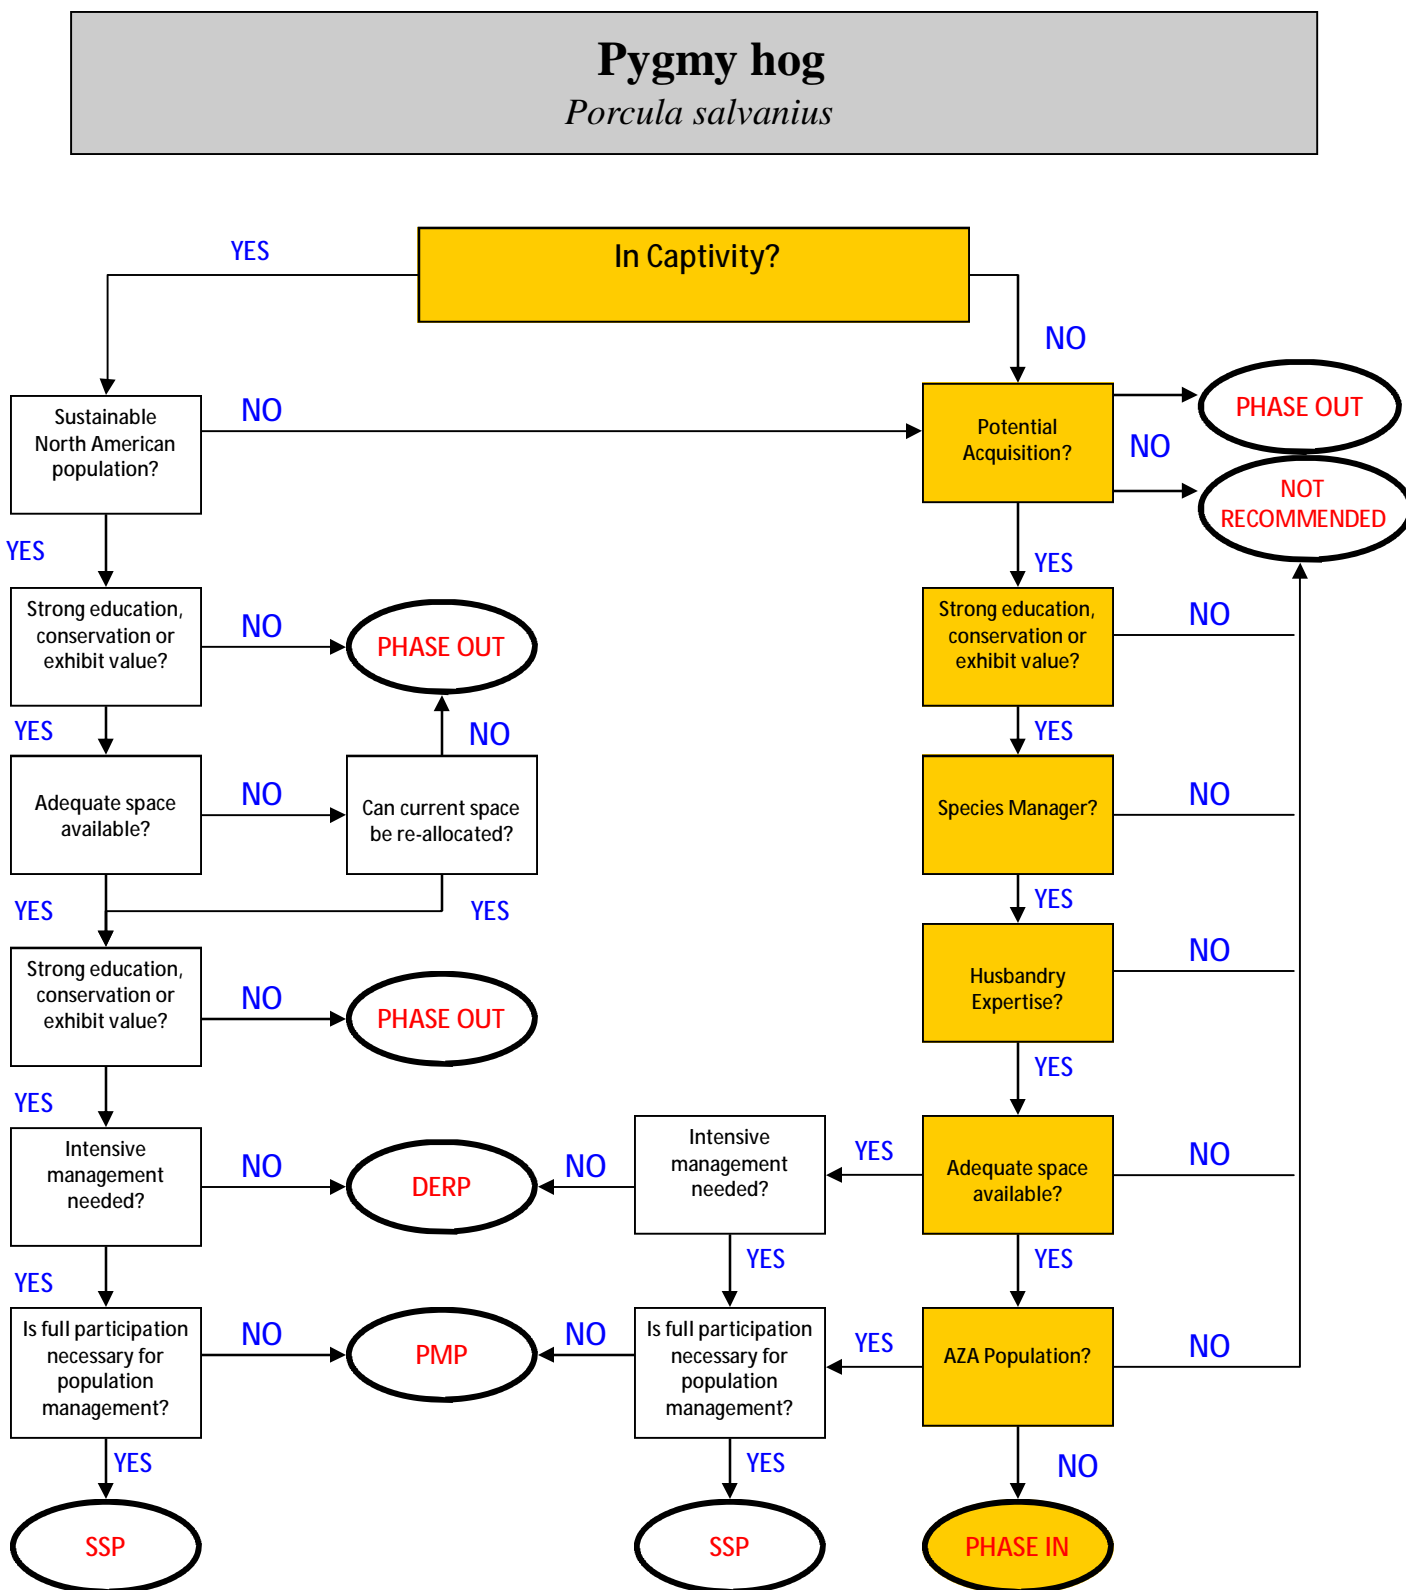 Pygmy hog
Porcula salvanius
In Captivity?
YES
NO
Sustainable
North American
population?
NO
Potential
Acquisition?
PHASE OUT
NO
NOT
RECOMMENDED
YES
YES
Strong education,
conservation or
exhibit value?
NO
PHASE OUT
Strong education,
conservation or
exhibit value?
NO
YES
NO
YES
Adequate space
available?
NO
Can current space
be re-allocated?
Species Manager?
NO
YES
YES
YES
Strong education,
conservation or
exhibit value?
NO
PHASE OUT
Husbandry
Expertise?
NO
YES
YES
Intensive
management
needed?
NO
DERP
NO
Intensive
management
needed?
YES
Adequate space
available?
NO
YES
YES
YES
Is full participation
necessary for
population
management?
NO
PMP
NO
Is full participation
necessary for
population
management?
YES
AZA Population?
NO
YES
YES
NO
SSP
SSP
PHASE IN